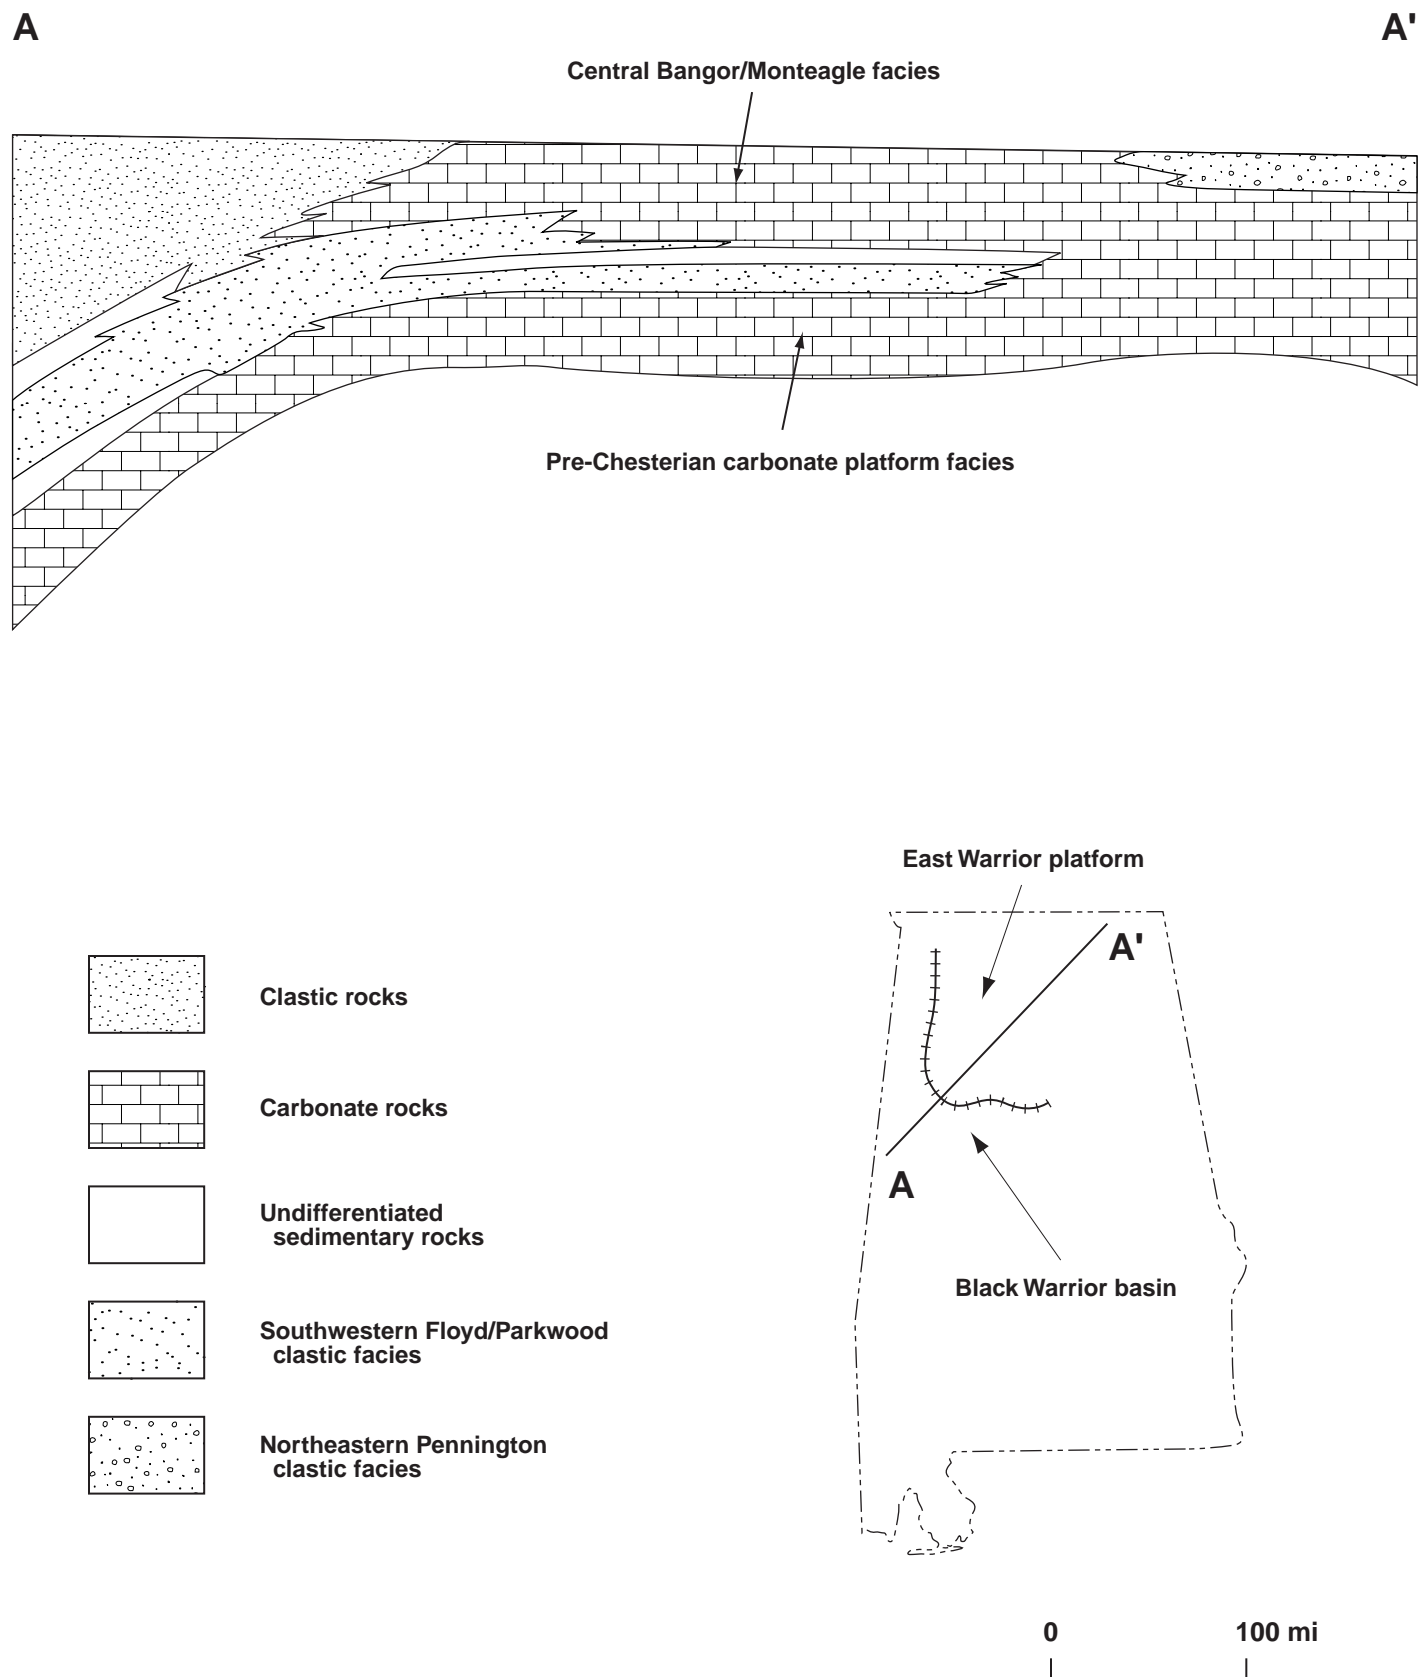 A
A'
Central Bangor/Monteagle facies
Pre-Chesterian carbonate platform facies
East Warrior platform
A'
A
Black Warrior basin
Clastic rocks
Carbonate rocks
Undifferentiated
sedimentary rocks
Southwestern Floyd/Parkwood
clastic facies
Northeastern Pennington
clastic facies
0
100 mi